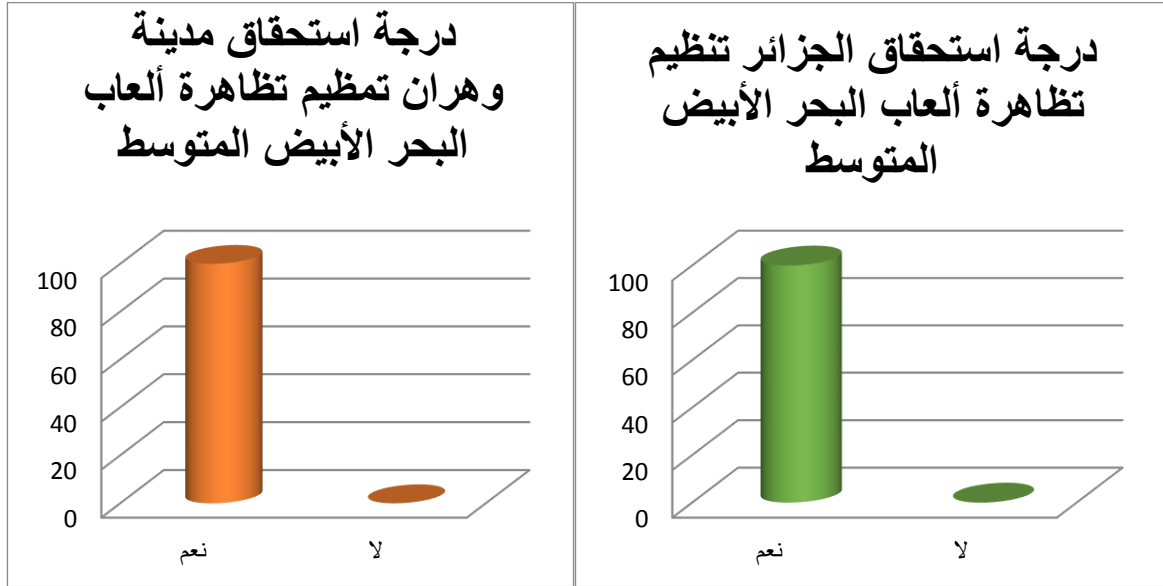 درجة استحقاق الجزائر تنظيم
تظاهرة ألعاب البحر الأبيض
المتوسط
100
80
60
40
20
0
نعم
لا
درجة استحقاق مدينة
وهران تمظيم تظاهرة ألعاب
البحر الأبيض المتوسط
100
80
60
40
20
0
نعم
لا